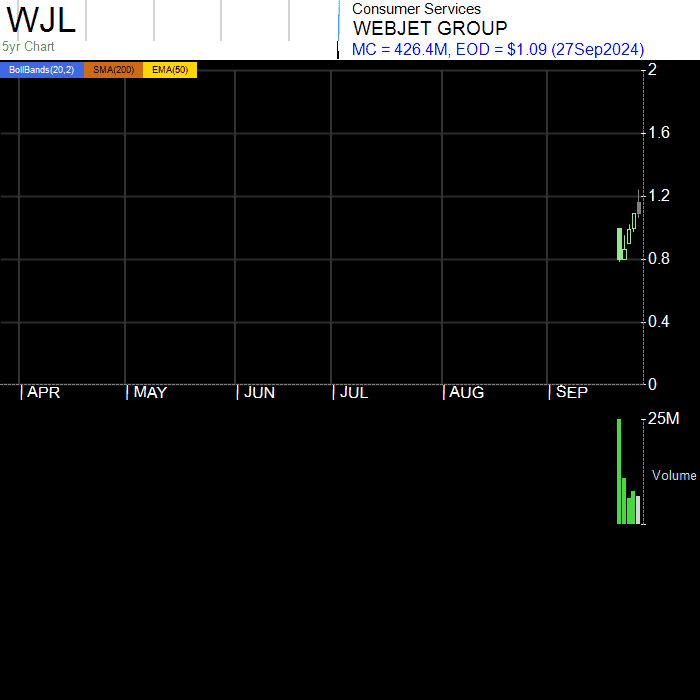 WJL
5yr Chart
Consumer Services
WEBJET GROUP
MC = 426.4M, EOD = $1.09 (27Sep2024)
BollBands(20,2) SMA(200) EMA(50)
2
1.6
1.2
0.8
0.4
0
| APR | MAY | JUN | JUL | AUG | SEP
25M
Volume